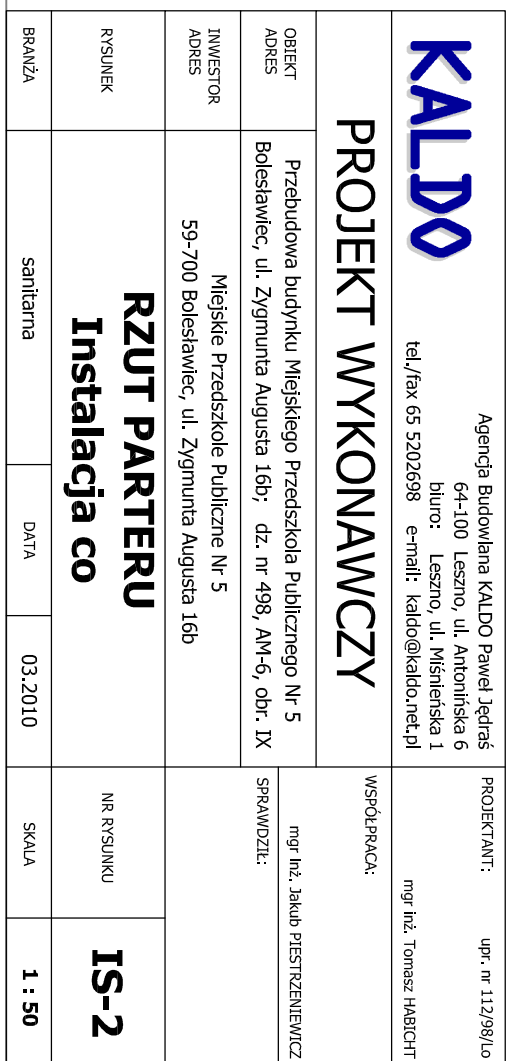 KALDO
Agencja Budowlana KALDO Paweł Jędraś
64-100 Leszno, ul. Antonińska 6
biuro: Leszno, ul. Miśnieńska 1
tel./fax 65 5202698 e-mail: kaldo@kaldo.net.pl
PROJEKTANT: upr. nr 112/98/Lo
mgr inż. Tomasz HABICHT
PROJEKT WYKONAWCZY
WSPÓŁPRACA:
mgr inż. Jakub PIESTRZENIEWICZ
OBIEKT
ADRES
Przebudowa budynku Miejskiego Przedszkola Publicznego Nr 5
Bolesławiec, ul. Zygmunta Augusta 16b; dz. nr 498, AM-6, obr. IX
SPRAWDZIŁ:
INWESTOR
ADRES
Miejskie Przedszkole Publiczne Nr 5
59-700 Bolesławiec, ul. Zygmunta Augusta 16b
RYSUNEK
RZUT PARTERU
Instalacja co
NR RYSUNKU
IS-2
BRANŻA
sanitarna
DATA
03.2010
SKALA
1 : 50